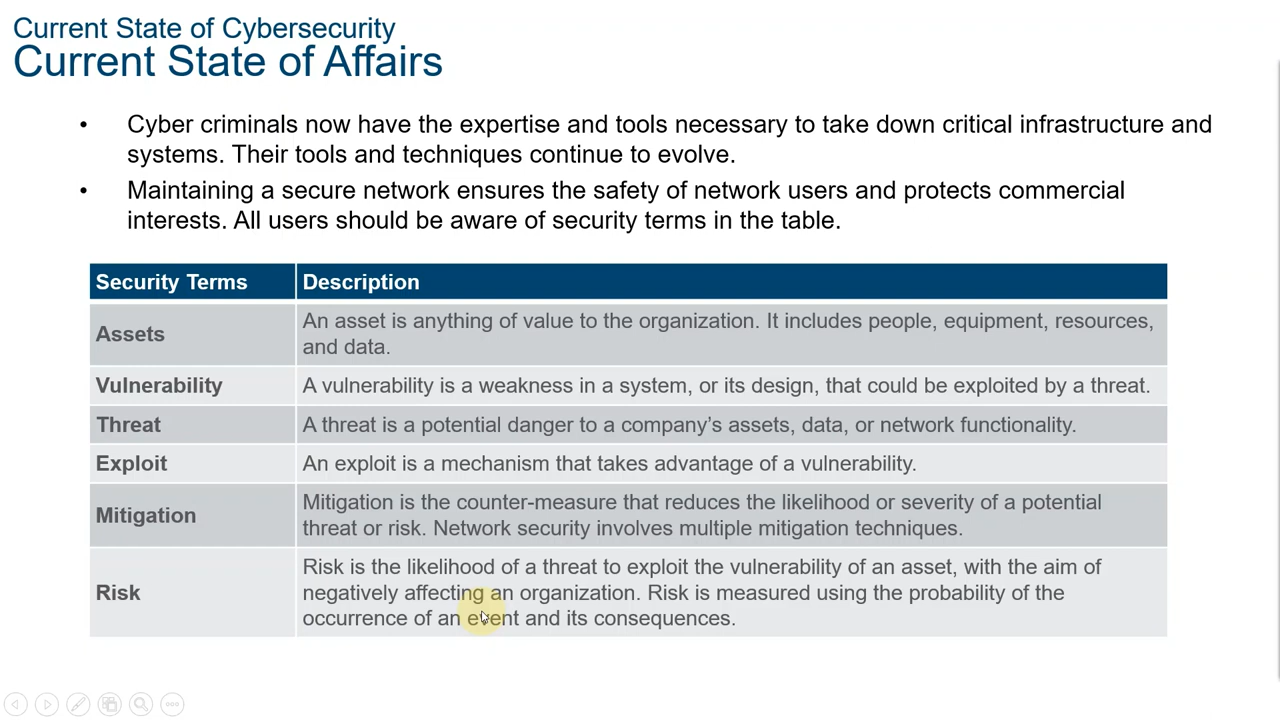 Current State of Cybersecurity
Current State of Affairs
• Cyber criminals now have the expertise and tools necessary to take down critical infrastructure and
systems. Their tools and techniques continue to evolve.
• Maintaining a secure network ensures the safety of network users and protects commercial
interests. All users should be aware of security terms in the table.
Security Terms Description
Assets An asset is anything of value to the organization. It includes people, equipment, resources,
and data.
Vulnerability A vulnerability is a weakness in a system, or its design, that could be exploited by a threat.
Threat A threat is a potential danger to a company’s assets, data, or network functionality.
Exploit An exploit is a mechanism that takes advantage of a vulnerability.
Mitigation Mitigation is the counter-measure that reduces the likelihood or severity of a potential
threat or risk. Network security involves multiple mitigation techniques.
Risk Risk is the likelihood of a threat to exploit the vulnerability of an asset, with the aim of
negatively affecting an organization. Risk is measured using the probability of the
occurrence of an event and its consequences.